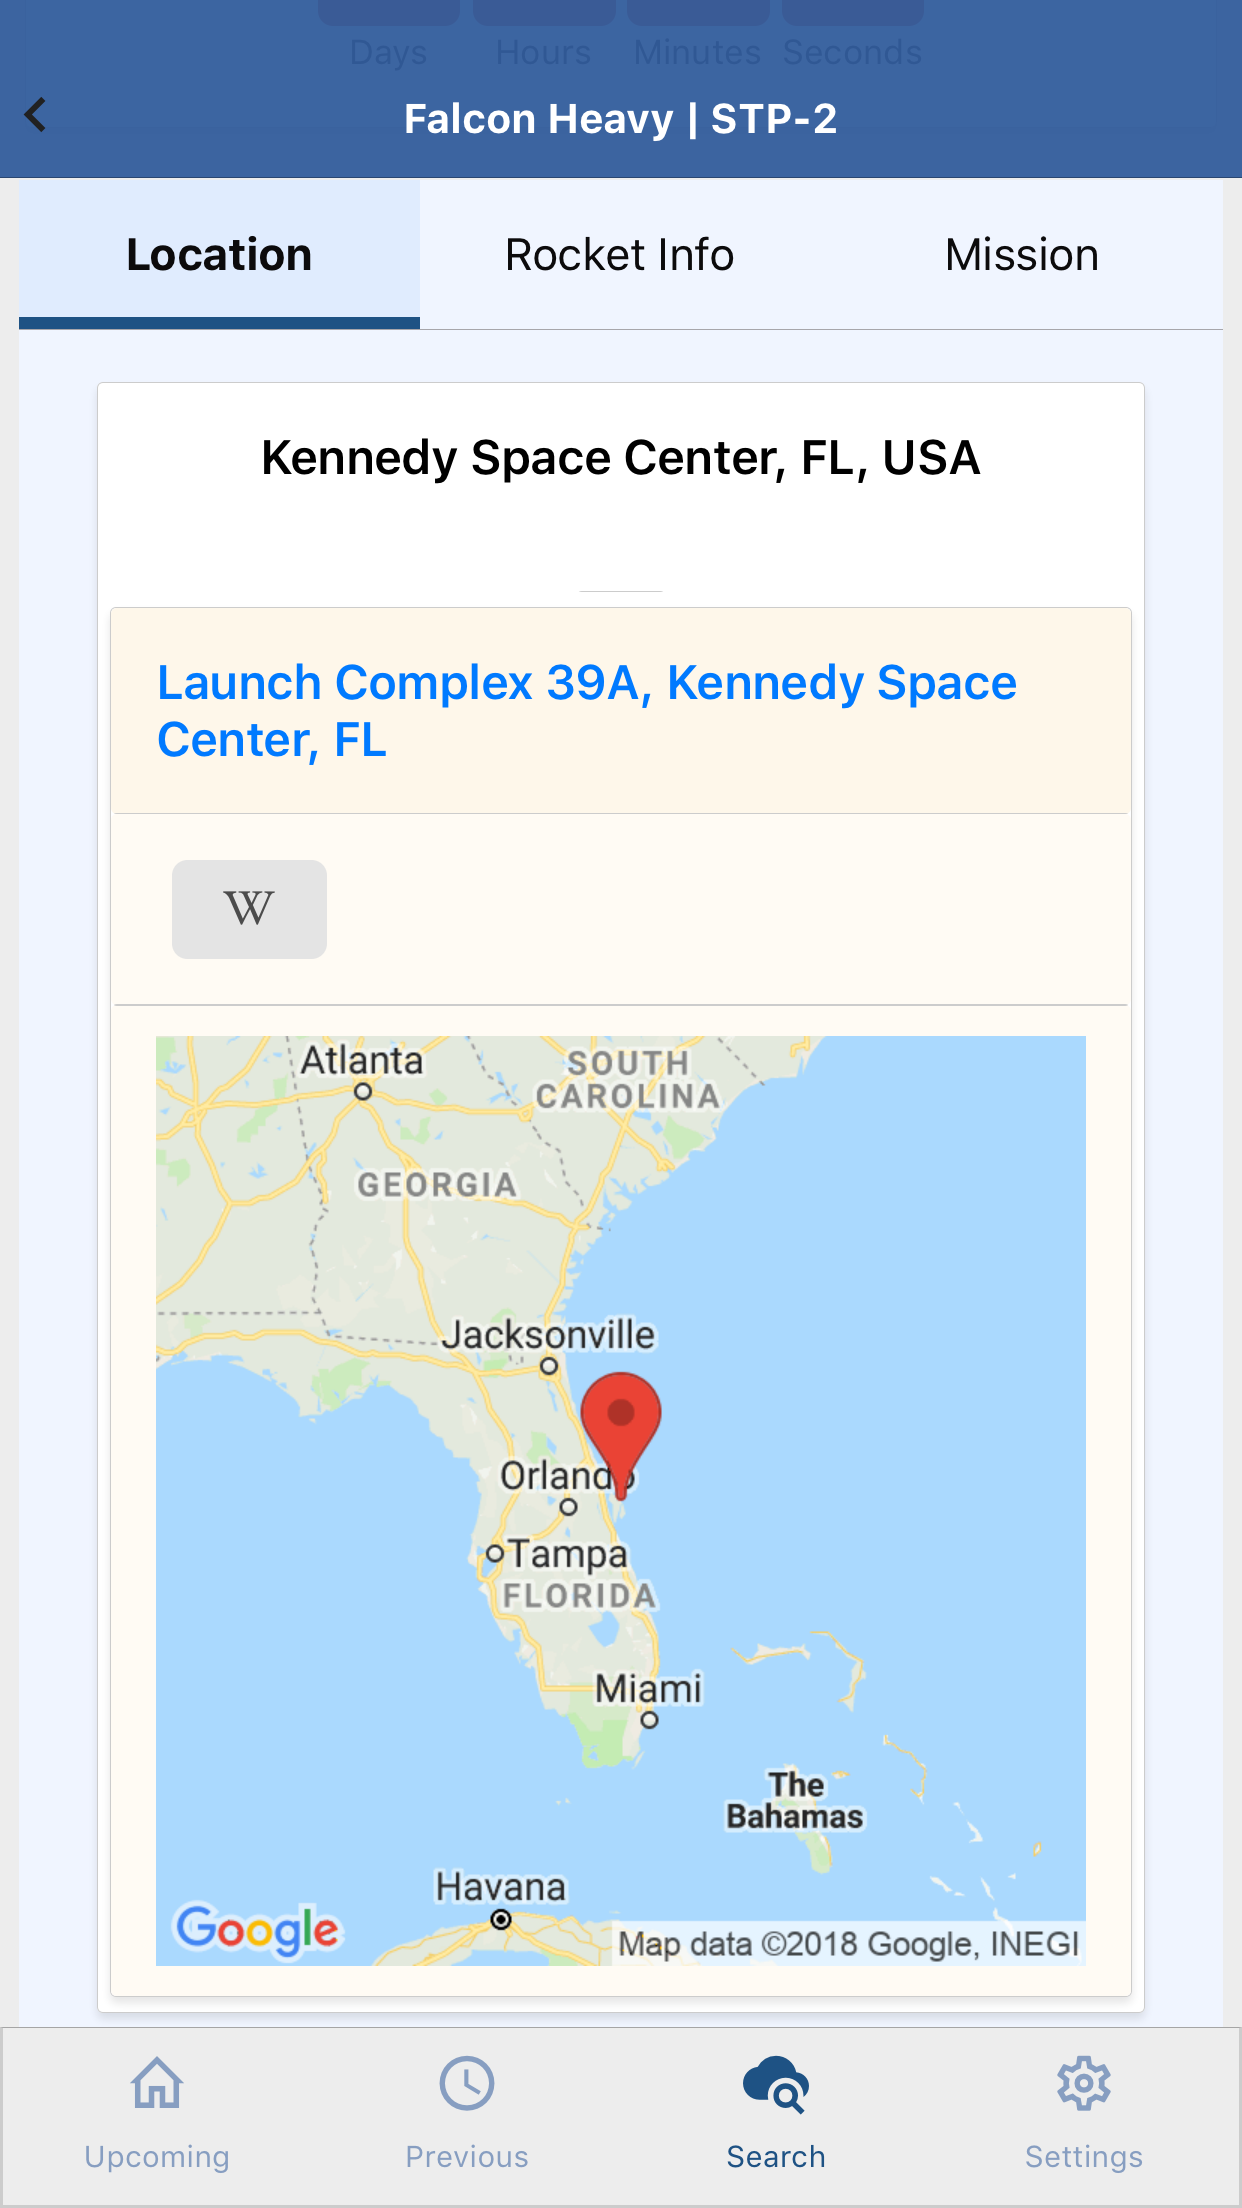 Days Hours Minutes Seconds
Falcon Heavy | STP-2
Location Rocket Info Mission
Kennedy Space Center, FL, USA
Launch Complex 39A, Kennedy Space
Center, FL
W
Atlanta
SOUTH
CAROLINA
GEORGIA
Jacksonville
Orlando
Tampa
FLORIDA
Miami
The
Bahamas
Havana
Google
Map data ©2018 Google, INEGI
Upcoming Previous Search Settings